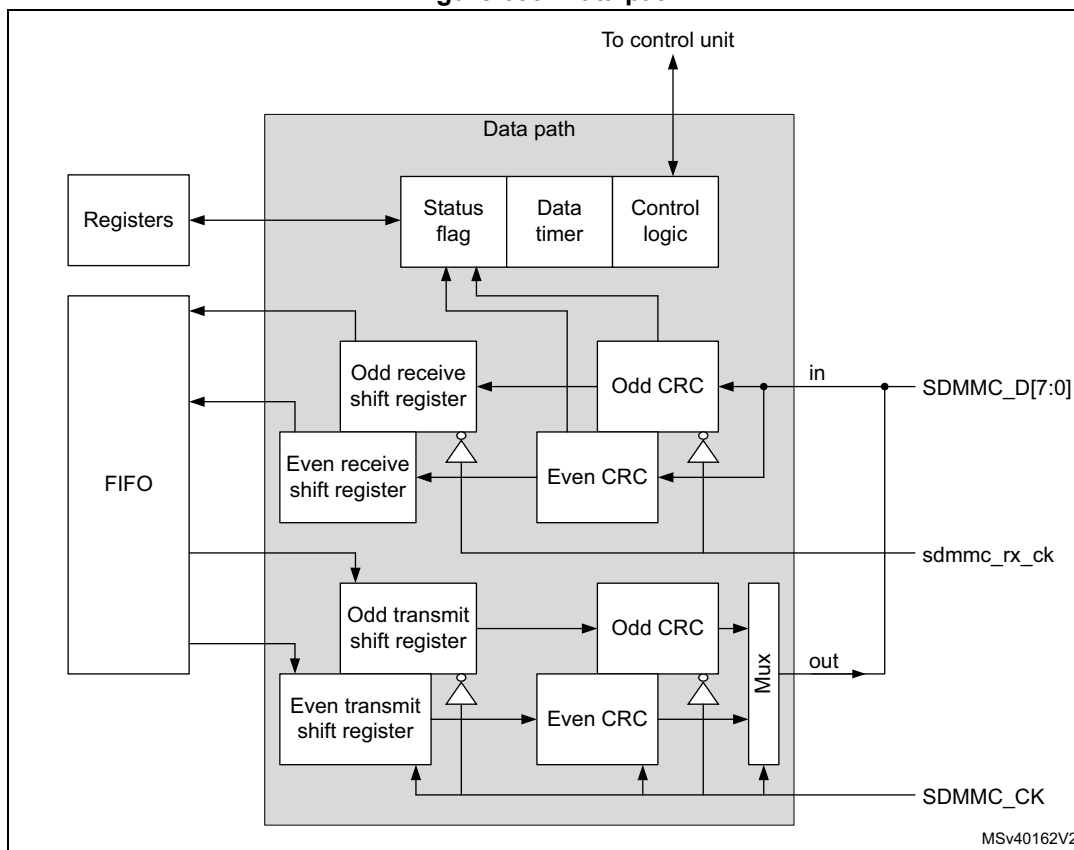 To control unit
Data path
Registers
Status
flag
Data
timer
Control
logic
FIFO
Odd receive
shift register
Odd CRC
in
SDMMC_D[7:0]
Even receive
shift register
Even CRC
sdmmc_rx_ck
Odd transmit
shift register
Odd CRC
Mux
out
Even transmit
shift register
Even CRC
SDMMC_CK
MSv40162V2